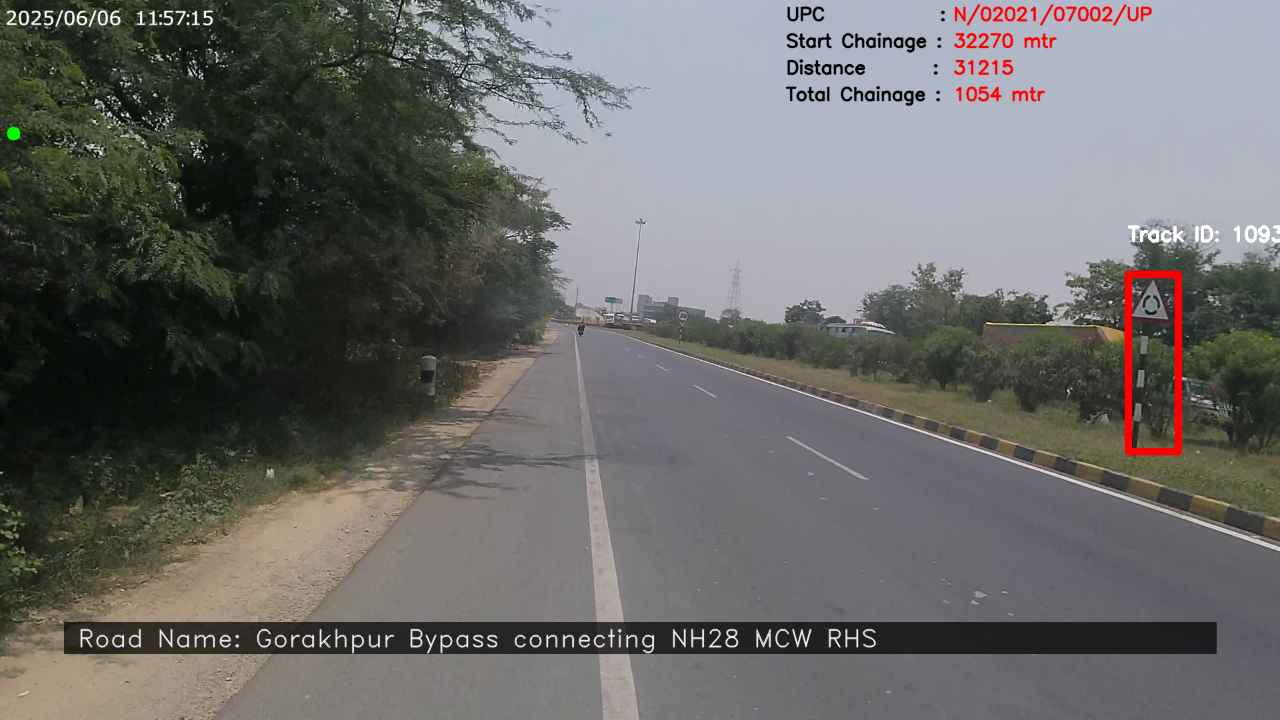 2025/06/06 11:57:15
UPC : N/02021/07002/UP
Start Chainage : 32270 mtr
Distance : 31215
Total Chainage : 1054 mtr
Track ID: 1093
Road Name: Gorakhpur Bypass connecting NH28 MCW RHS